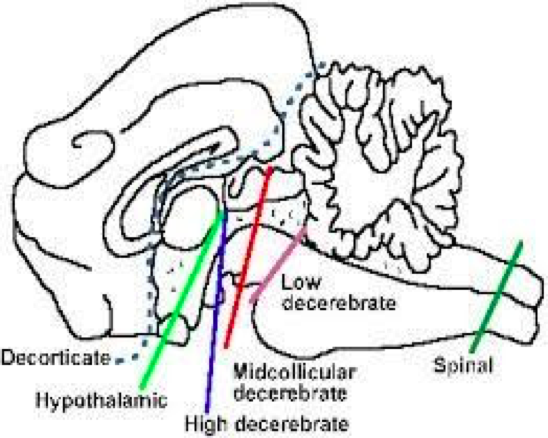 Low
decerebrate
Decorticate
Midcollicular
decerebrate
Spinal
Hypothalamic
High decerebrate